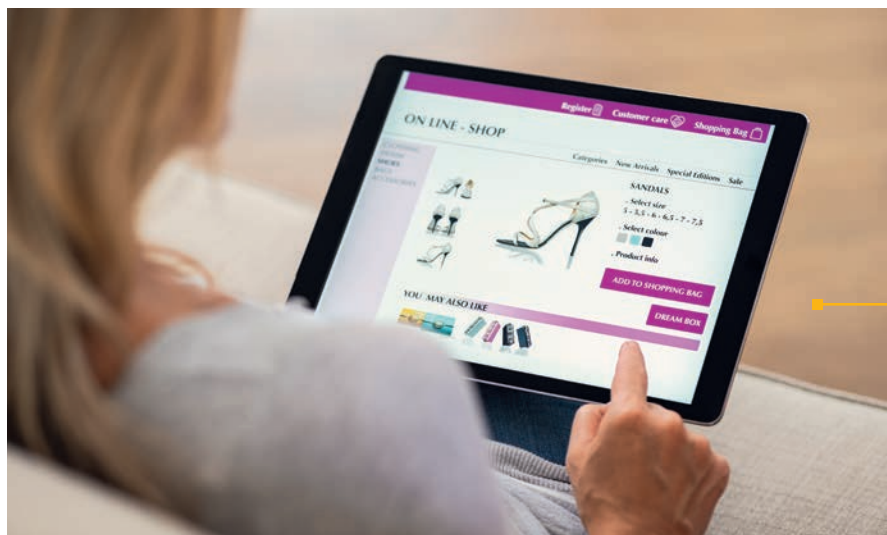 Register Customer care Shopping Bag
ON LINE - SHOP
Categories New Arrivals Special Editions Sale
SHOES
BAGS
ACCESSORIES
SANDALS
. Select size
5 - 5,5 - 6 - 6,5 - 7 - 7,5
. Select colour
. Product info
ADD TO SHOPPING BAG
DREAM BOX
YOU MAY ALSO LIKE